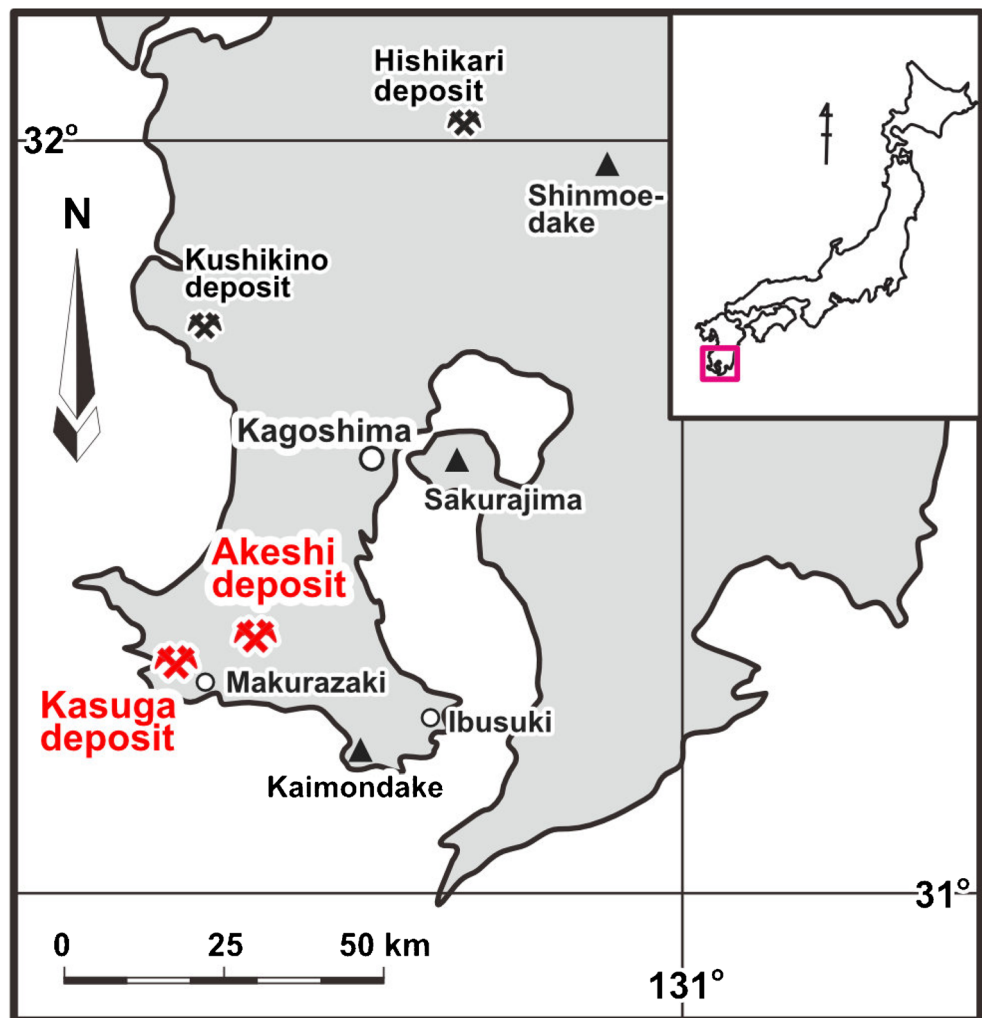 Hishikari
deposit
32°
Shinmoe-
dake
N
Kushikino
deposit
Kagoshima
Sakurajima
Akeshi
deposit
Makurazaki
Kasuga
deposit
Ibusuki
Kaimondake
31°
0 25 50 km
131°